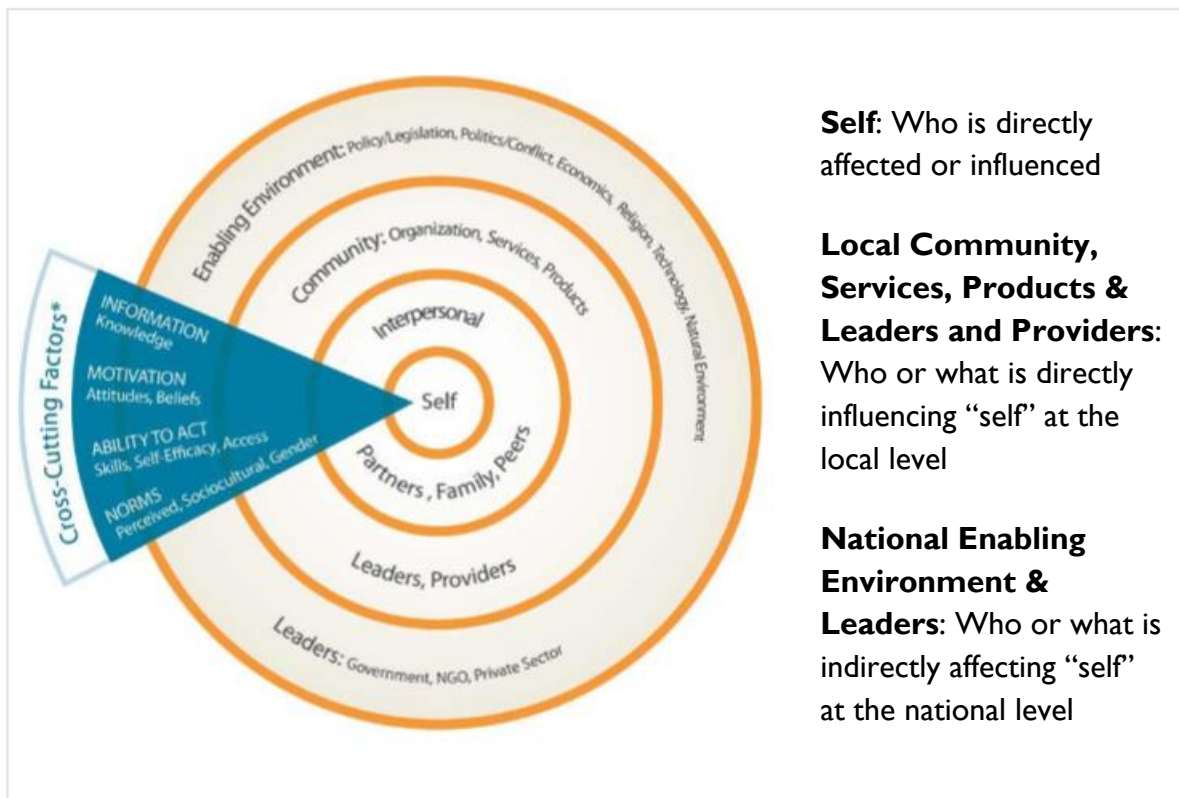 Enabling Environment: Policy/Legislation, Politics/Conflict, Economics, Religion, Technology, Natural Environment
Community: Organization, Services, Products
Interpersonal
Self
Partners, Family, Peers
Leaders, Providers
Leaders: Government, NGO, Private Sector
Cross-Cutting Factors*
INFORMATION
Knowledge
MOTIVATION
Attitudes, Beliefs
ABILITY TO ACT
Skills, Self-Efficacy, Access
NORMS
Perceived, Sociocultural, Gender
Self: Who is directly
affected or influenced
Local Community,
Services, Products &
Leaders and Providers:
Who or what is directly
influencing “self” at the
local level
National Enabling
Environment &
Leaders: Who or what is
indirectly affecting “self”
at the national level